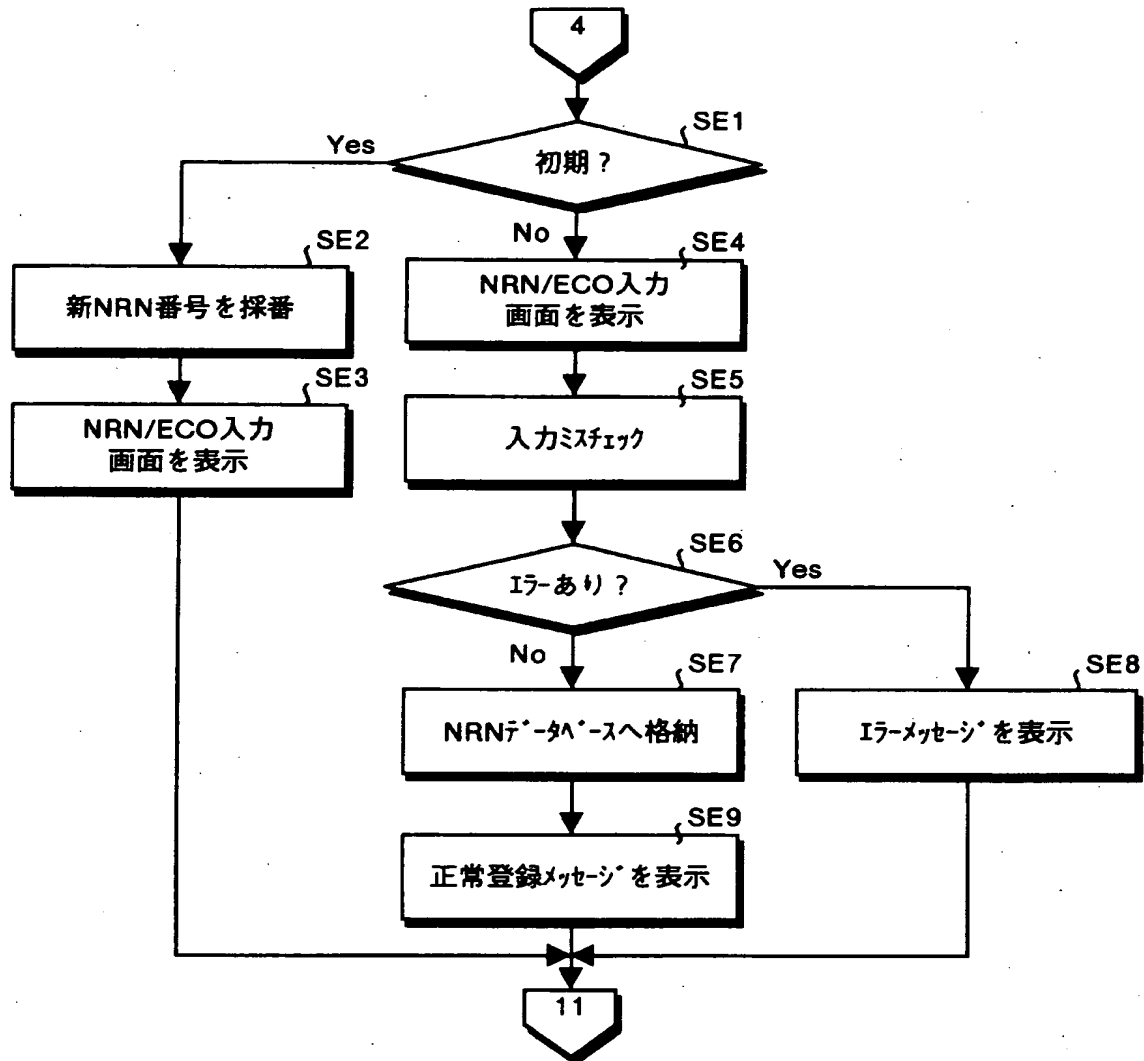 4
SE1
初期?
Yes
No
SE2
新NRN番号を採番
SE3
NRN/ECO入力
画面を表示
SE4
NRN/ECO入力
画面を表示
SE5
入力ミスチェック
SE6
エラーあり?
Yes
No
SE7
NRNデータベースへ格納
SE8
エラーメッセージを表示
SE9
正常登録メッセージを表示
11